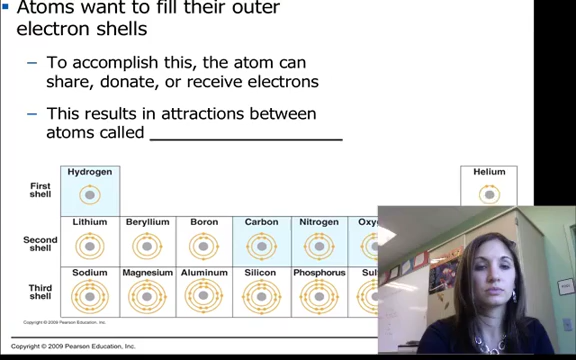 Atoms want to fill their outer
electron shells
– To accomplish this, the atom can
share, donate, or receive electrons
– This results in attractions between
atoms called ____________________
Hydrogen
Helium
First
shell
Lithium Beryllium Boron Carbon Nitrogen
Second
shell
Sodium Magnesium Aluminum Silicon Phosphorus
Third
shell
Copyright © 2009 Pearson Education, Inc.
Copyright © 2009 Pearson Education, Inc.